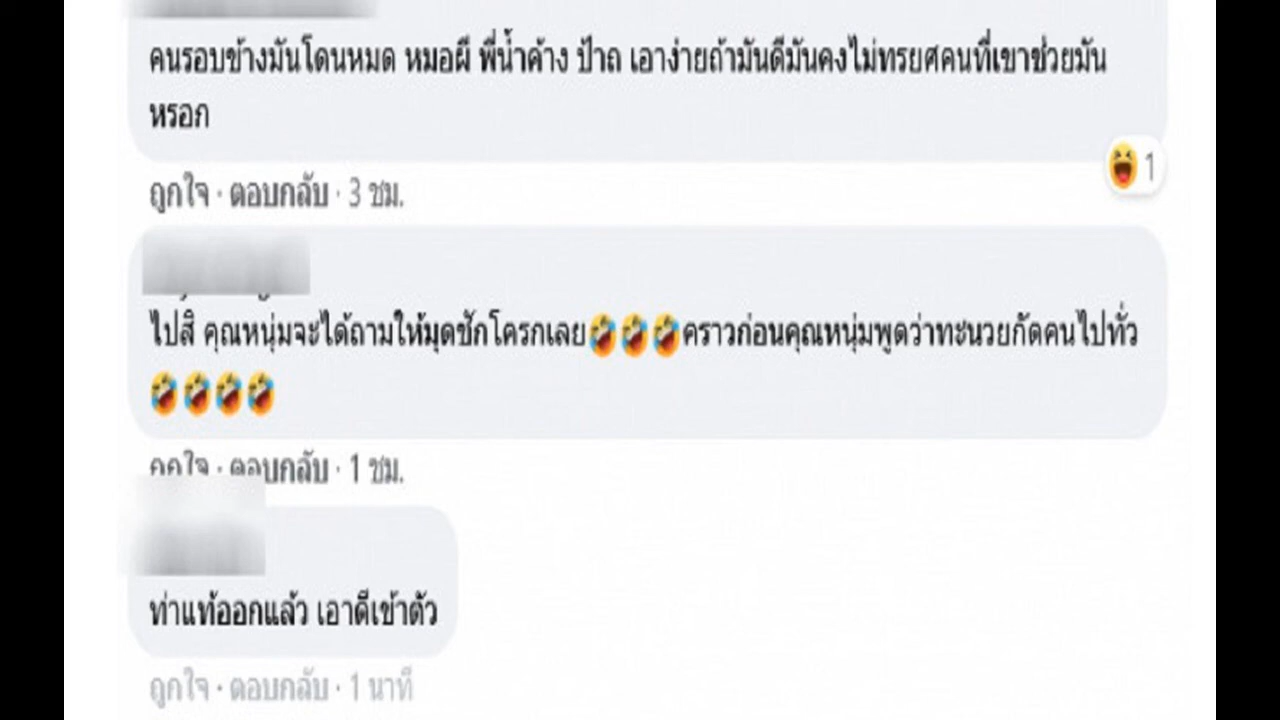 คนรอบข้างมันโดนหมด หมอผี พี่น้ำค้าง ป้าถ เอาง่ายถ้ามันดีมันคงไม่ทรยศคนที่เขาช่วยมัน
หรอก
1
ถูกใจ · ตอบกลับ · 3 ชม.
ไปสิ คุณหนุ่มจะได้ถามให้มุดชักโครกเลย🤣🤣🤣คราวก่อนคุณหนุ่มพูดว่าทะนวยกัดคนไปทั่ว
🤣🤣🤣🤣
ถูกใจ · ตอบกลับ · 1 ชม.
ท่าแท้ออกแล้ว เอาดีเข้าตัว
ถูกใจ · ตอบกลับ · 1 นาที